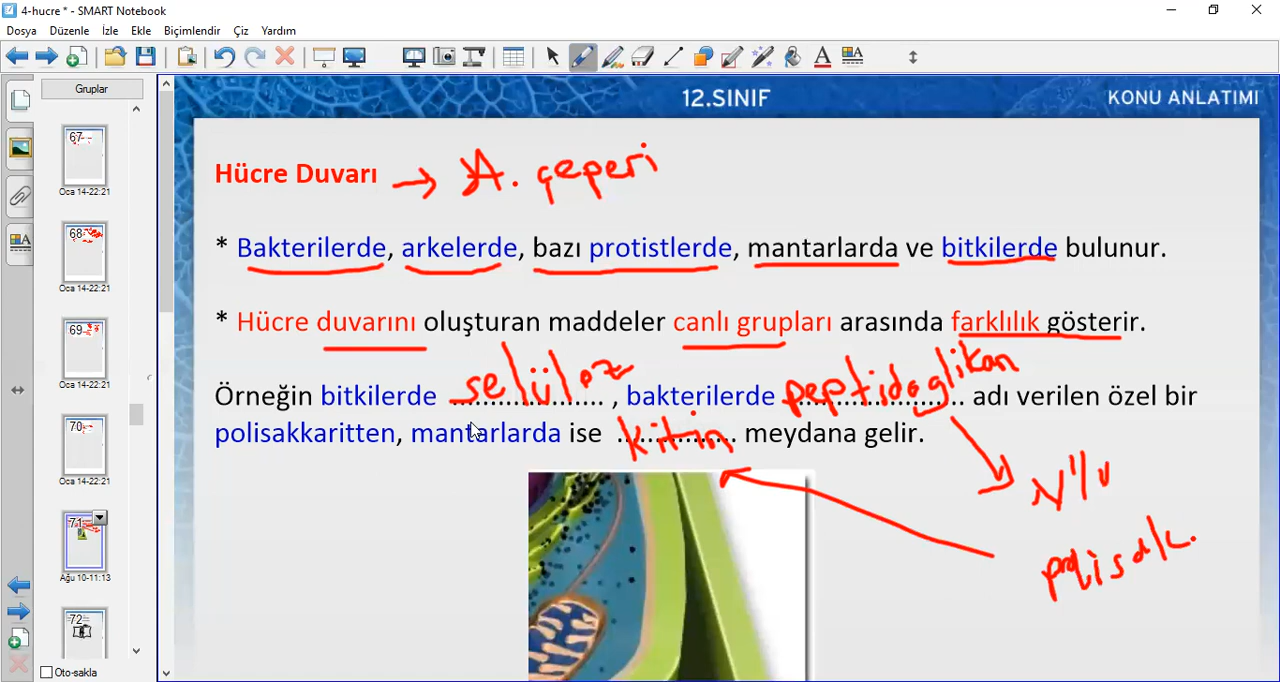 4-hucre * - SMART Notebook
Dosya Düzenle İzle Ekle Biçimlendir Çiz Yardım
Gruplar
67
Oca 14-22:21
68
Oca 14-22:21
69
Oca 14-22:21
70
Oca 14-22:21
71
Ağu 10-11:13
72
Oto-sakla
12.SINIF
KONU ANLATIMI
Hücre Duvarı → H. çeperi
* Bakterilerde, arkelerde, bazı protistlerde, mantarlarda ve bitkilerde bulunur.
* Hücre duvarını oluşturan maddeler canlı grupları arasında farklılık gösterir.
Örneğin bitkilerde selüloz , bakterilerde peptidoglikan adı verilen özel bir
polisakkaritten, mantarlarda ise kitin meydana gelir.
N'lu
polisakk.